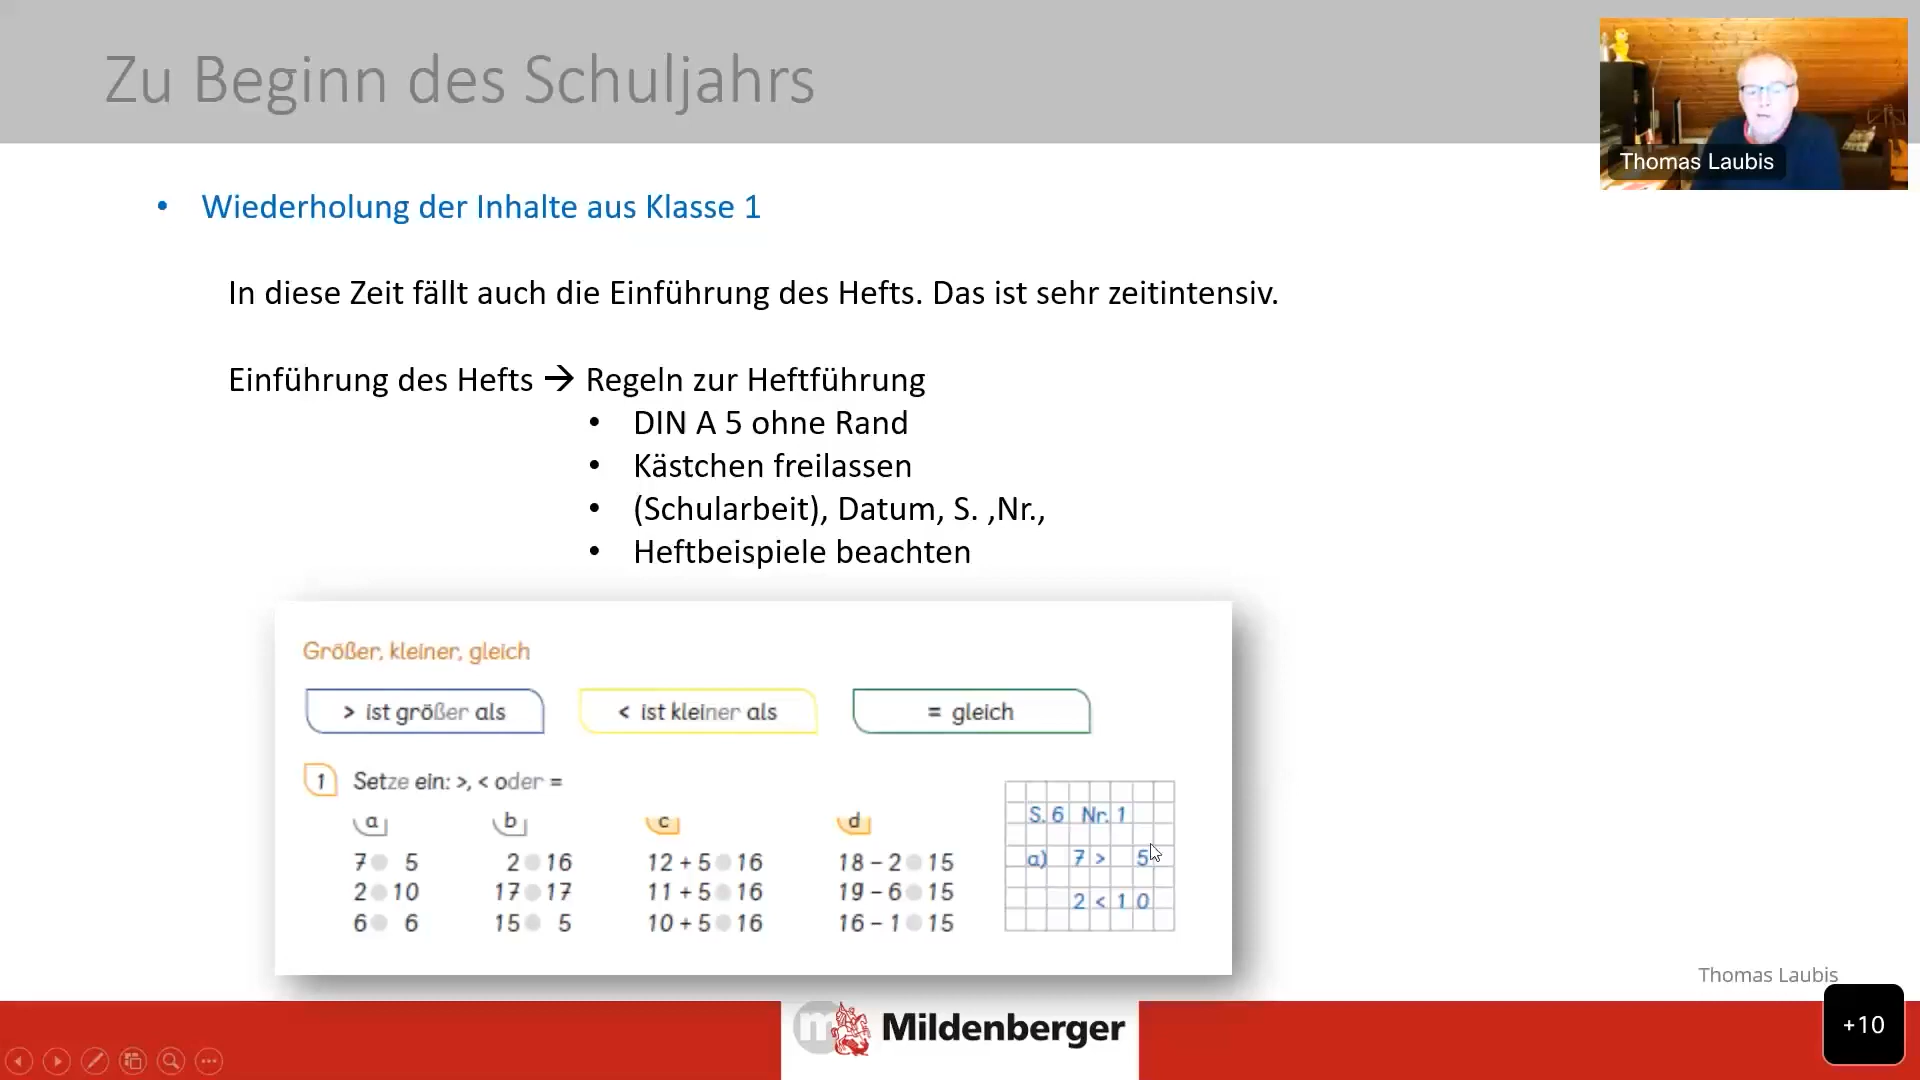 Zu Beginn des Schuljahrs
Thomas Laubis
• Wiederholung der Inhalte aus Klasse 1
In diese Zeit fällt auch die Einführung des Hefts. Das ist sehr zeitintensiv.
Einführung des Hefts → Regeln zur Heftführung
• DIN A 5 ohne Rand
• Kästchen freilassen
• (Schularbeit), Datum, S. ,Nr.,
• Heftbeispiele beachten
Größer, kleiner, gleich
> ist größer als < ist kleiner als = gleich
1 Setze ein: >, < oder =
a b c d
7 5 2 16 12 + 5 16 18 – 2 15
2 10 17 17 11 + 5 16 19 – 6 15
6 6 15 5 10 + 5 16 16 – 1 15
S. 6 Nr. 1
a) 7 > 5
2 < 1 0
Thomas Laubis
m Mildenberger
+10